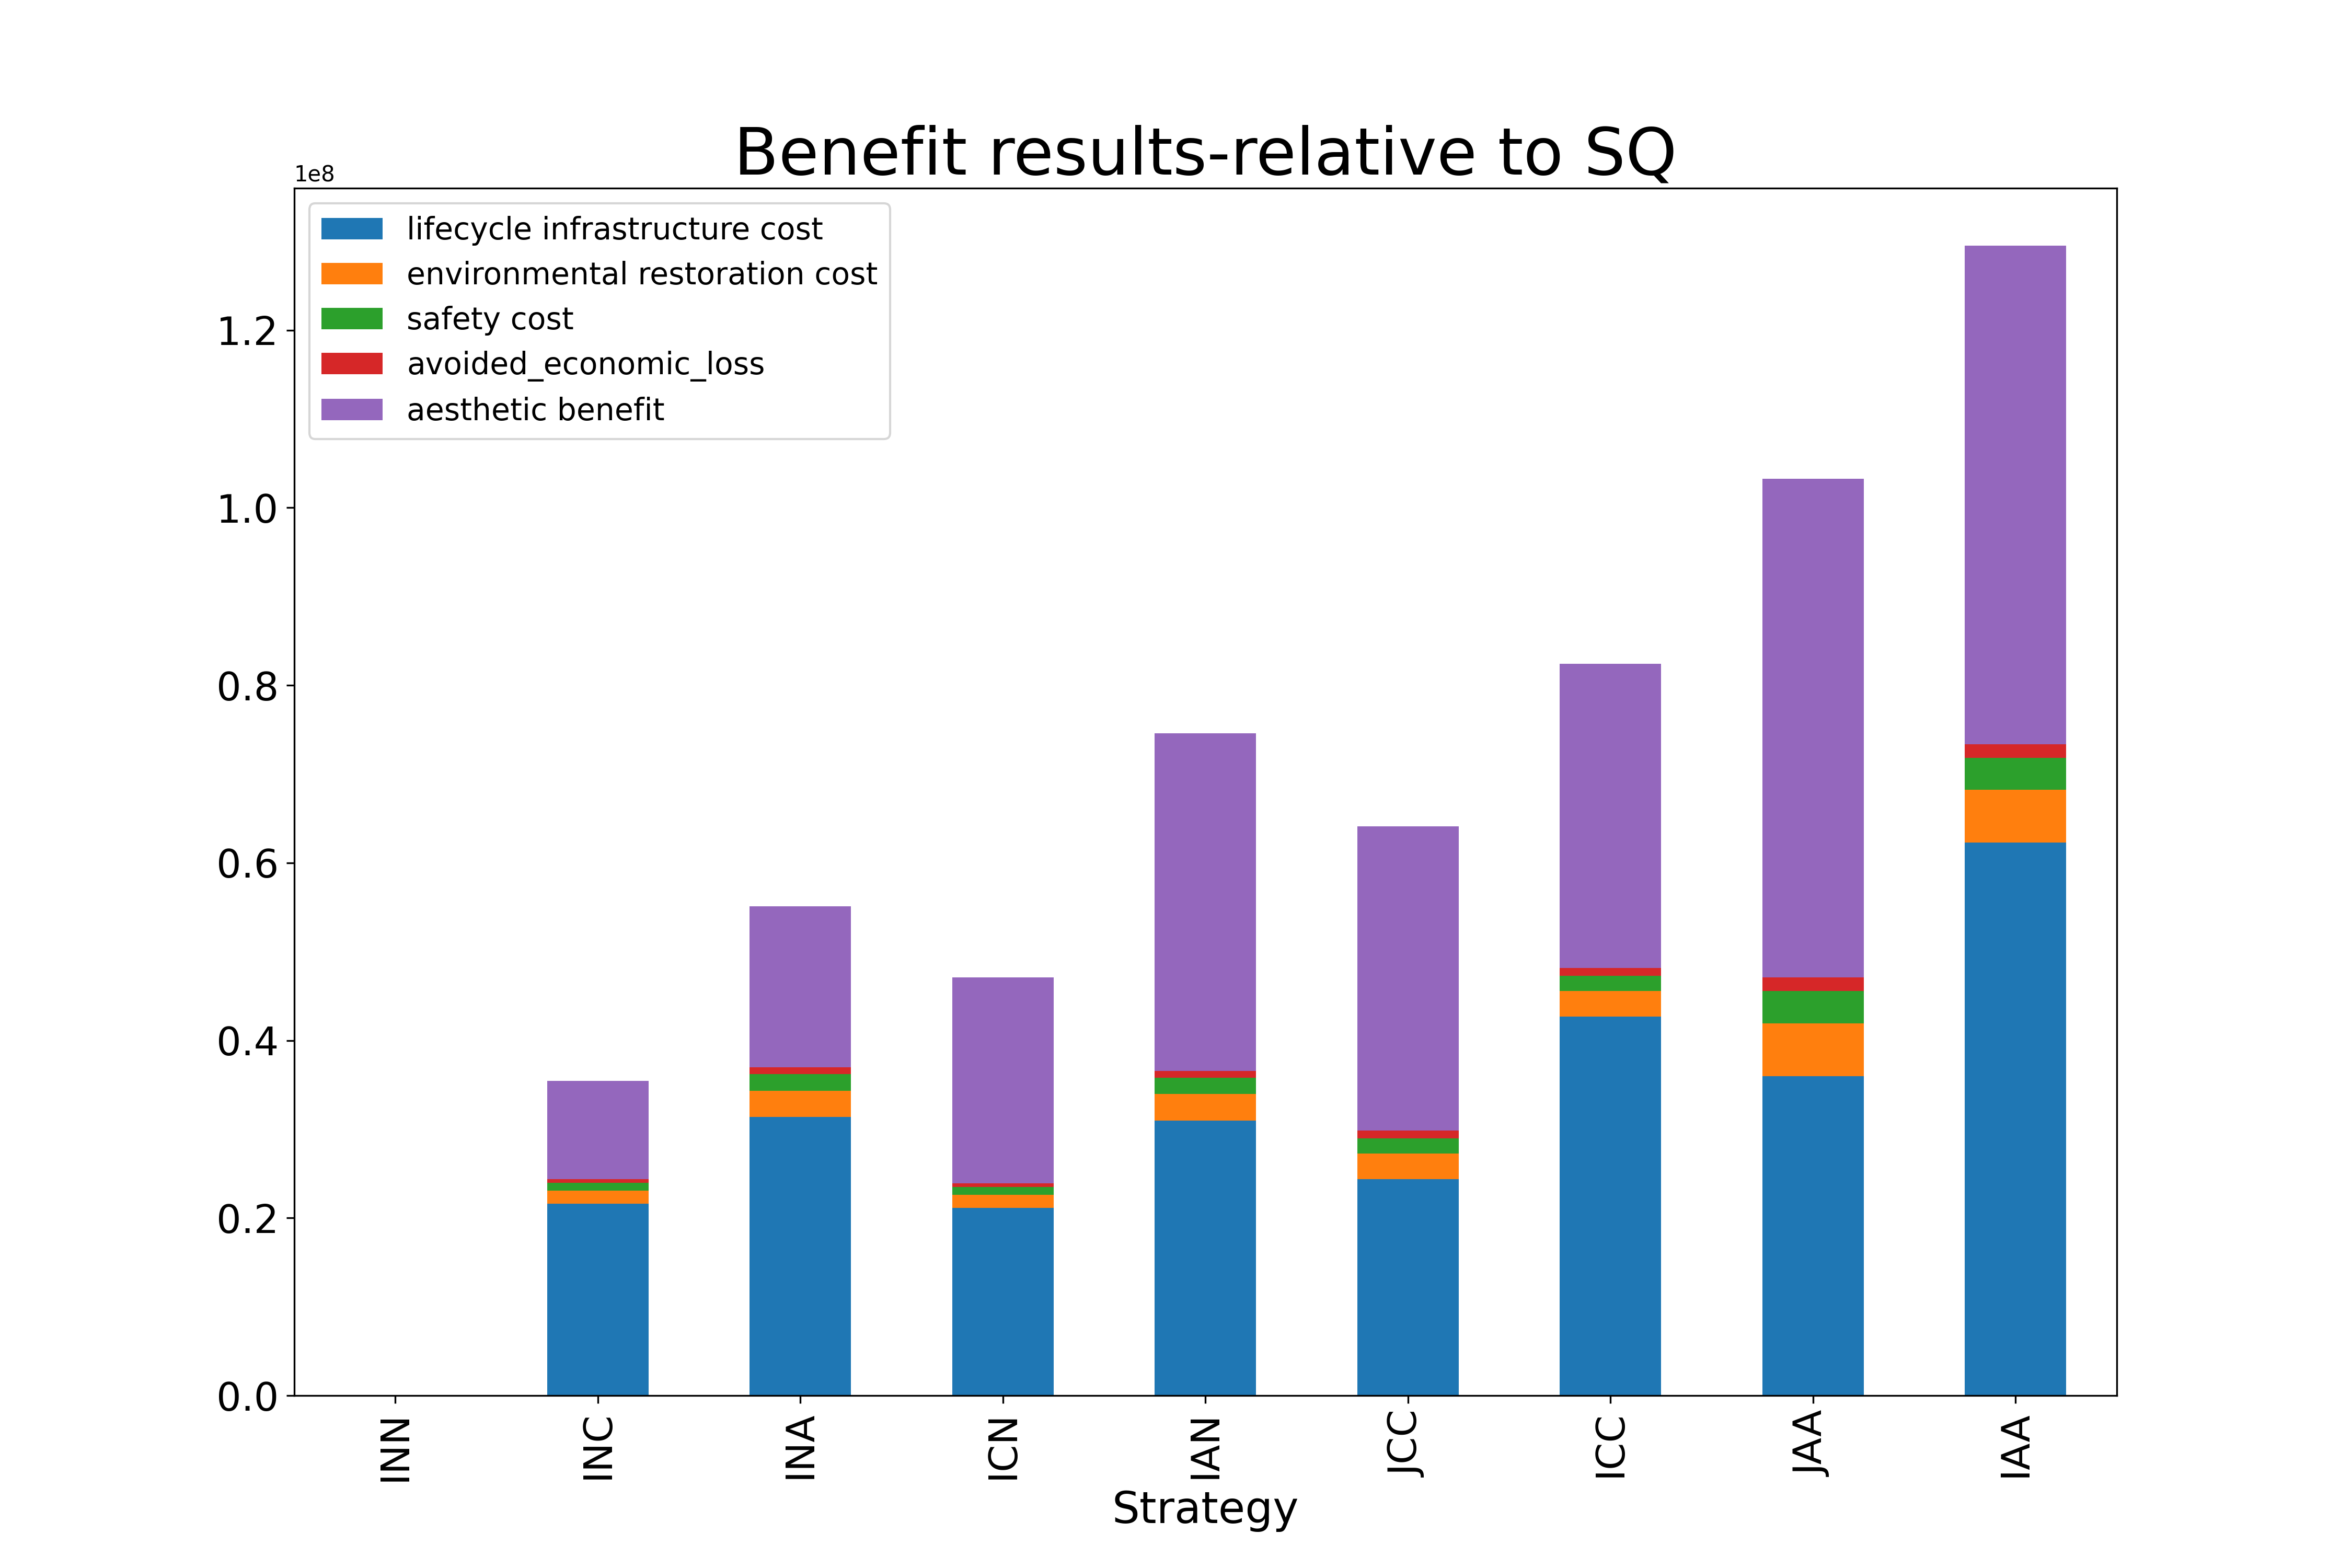 Benefit results-relative to SQ
1e8
lifecycle infrastructure cost
environmental restoration cost
safety cost
avoided_economic_loss
aesthetic benefit
1.2
1.0
0.8
0.6
0.4
0.2
0.0
INN
INC
INA
ICN
IAN
JCC
ICC
JAA
IAA
Strategy